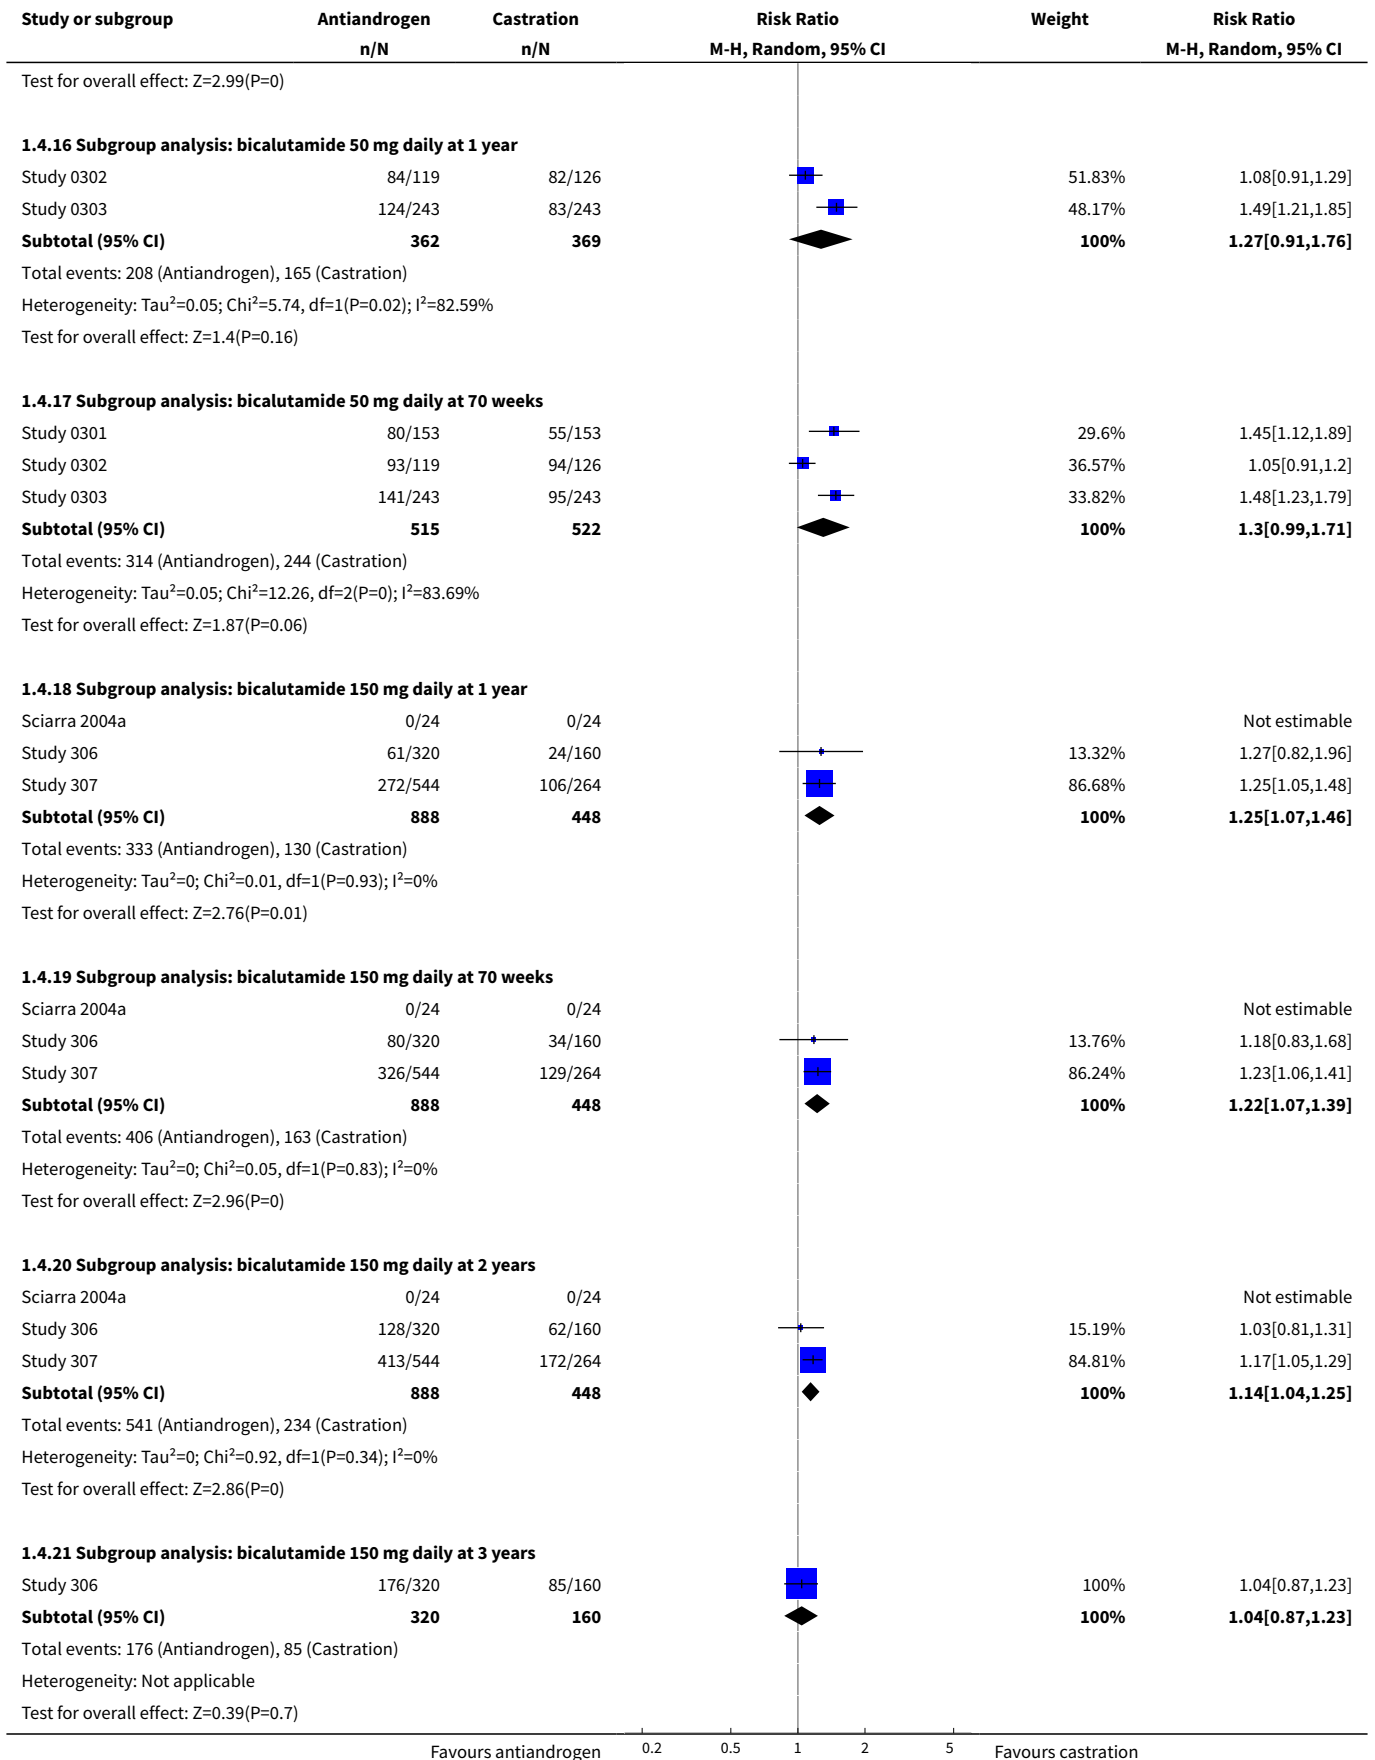 Study or subgroup Antiandrogen Castration Risk Ratio Weight Risk Ratio
n/N n/N M-H, Random, 95% CI M-H, Random, 95% CI
Test for overall effect: Z=2.99(P=0)
1.4.16 Subgroup analysis: bicalutamide 50 mg daily at 1 year
Study 0302 84/119 82/126 51.83% 1.08[0.91,1.29]
Study 0303 124/243 83/243 48.17% 1.49[1.21,1.85]
Subtotal (95% CI) 362 369 100% 1.27[0.91,1.76]
Total events: 208 (Antiandrogen), 165 (Castration)
Heterogeneity: Tau²=0.05; Chi²=5.74, df=1(P=0.02); I²=82.59%
Test for overall effect: Z=1.4(P=0.16)
1.4.17 Subgroup analysis: bicalutamide 50 mg daily at 70 weeks
Study 0301 80/153 55/153 29.6% 1.45[1.12,1.89]
Study 0302 93/119 94/126 36.57% 1.05[0.91,1.2]
Study 0303 141/243 95/243 33.82% 1.48[1.23,1.79]
Subtotal (95% CI) 515 522 100% 1.3[0.99,1.71]
Total events: 314 (Antiandrogen), 244 (Castration)
Heterogeneity: Tau²=0.05; Chi²=12.26, df=2(P=0); I²=83.69%
Test for overall effect: Z=1.87(P=0.06)
1.4.18 Subgroup analysis: bicalutamide 150 mg daily at 1 year
Sciarra 2004a 0/24 0/24 Not estimable
Study 306 61/320 24/160 13.32% 1.27[0.82,1.96]
Study 307 272/544 106/264 86.68% 1.25[1.05,1.48]
Subtotal (95% CI) 888 448 100% 1.25[1.07,1.46]
Total events: 333 (Antiandrogen), 130 (Castration)
Heterogeneity: Tau²=0; Chi²=0.01, df=1(P=0.93); I²=0%
Test for overall effect: Z=2.76(P=0.01)
1.4.19 Subgroup analysis: bicalutamide 150 mg daily at 70 weeks
Sciarra 2004a 0/24 0/24 Not estimable
Study 306 80/320 34/160 13.76% 1.18[0.83,1.68]
Study 307 326/544 129/264 86.24% 1.23[1.06,1.41]
Subtotal (95% CI) 888 448 100% 1.22[1.07,1.39]
Total events: 406 (Antiandrogen), 163 (Castration)
Heterogeneity: Tau²=0; Chi²=0.05, df=1(P=0.83); I²=0%
Test for overall effect: Z=2.96(P=0)
1.4.20 Subgroup analysis: bicalutamide 150 mg daily at 2 years
Sciarra 2004a 0/24 0/24 Not estimable
Study 306 128/320 62/160 15.19% 1.03[0.81,1.31]
Study 307 413/544 172/264 84.81% 1.17[1.05,1.29]
Subtotal (95% CI) 888 448 100% 1.14[1.04,1.25]
Total events: 541 (Antiandrogen), 234 (Castration)
Heterogeneity: Tau²=0; Chi²=0.92, df=1(P=0.34); I²=0%
Test for overall effect: Z=2.86(P=0)
1.4.21 Subgroup analysis: bicalutamide 150 mg daily at 3 years
Study 306 176/320 85/160 100% 1.04[0.87,1.23]
Subtotal (95% CI) 320 160 100% 1.04[0.87,1.23]
Total events: 176 (Antiandrogen), 85 (Castration)
Heterogeneity: Not applicable
Test for overall effect: Z=0.39(P=0.7)
Favours antiandrogen 0.2 0.5 1 2 5 Favours castration